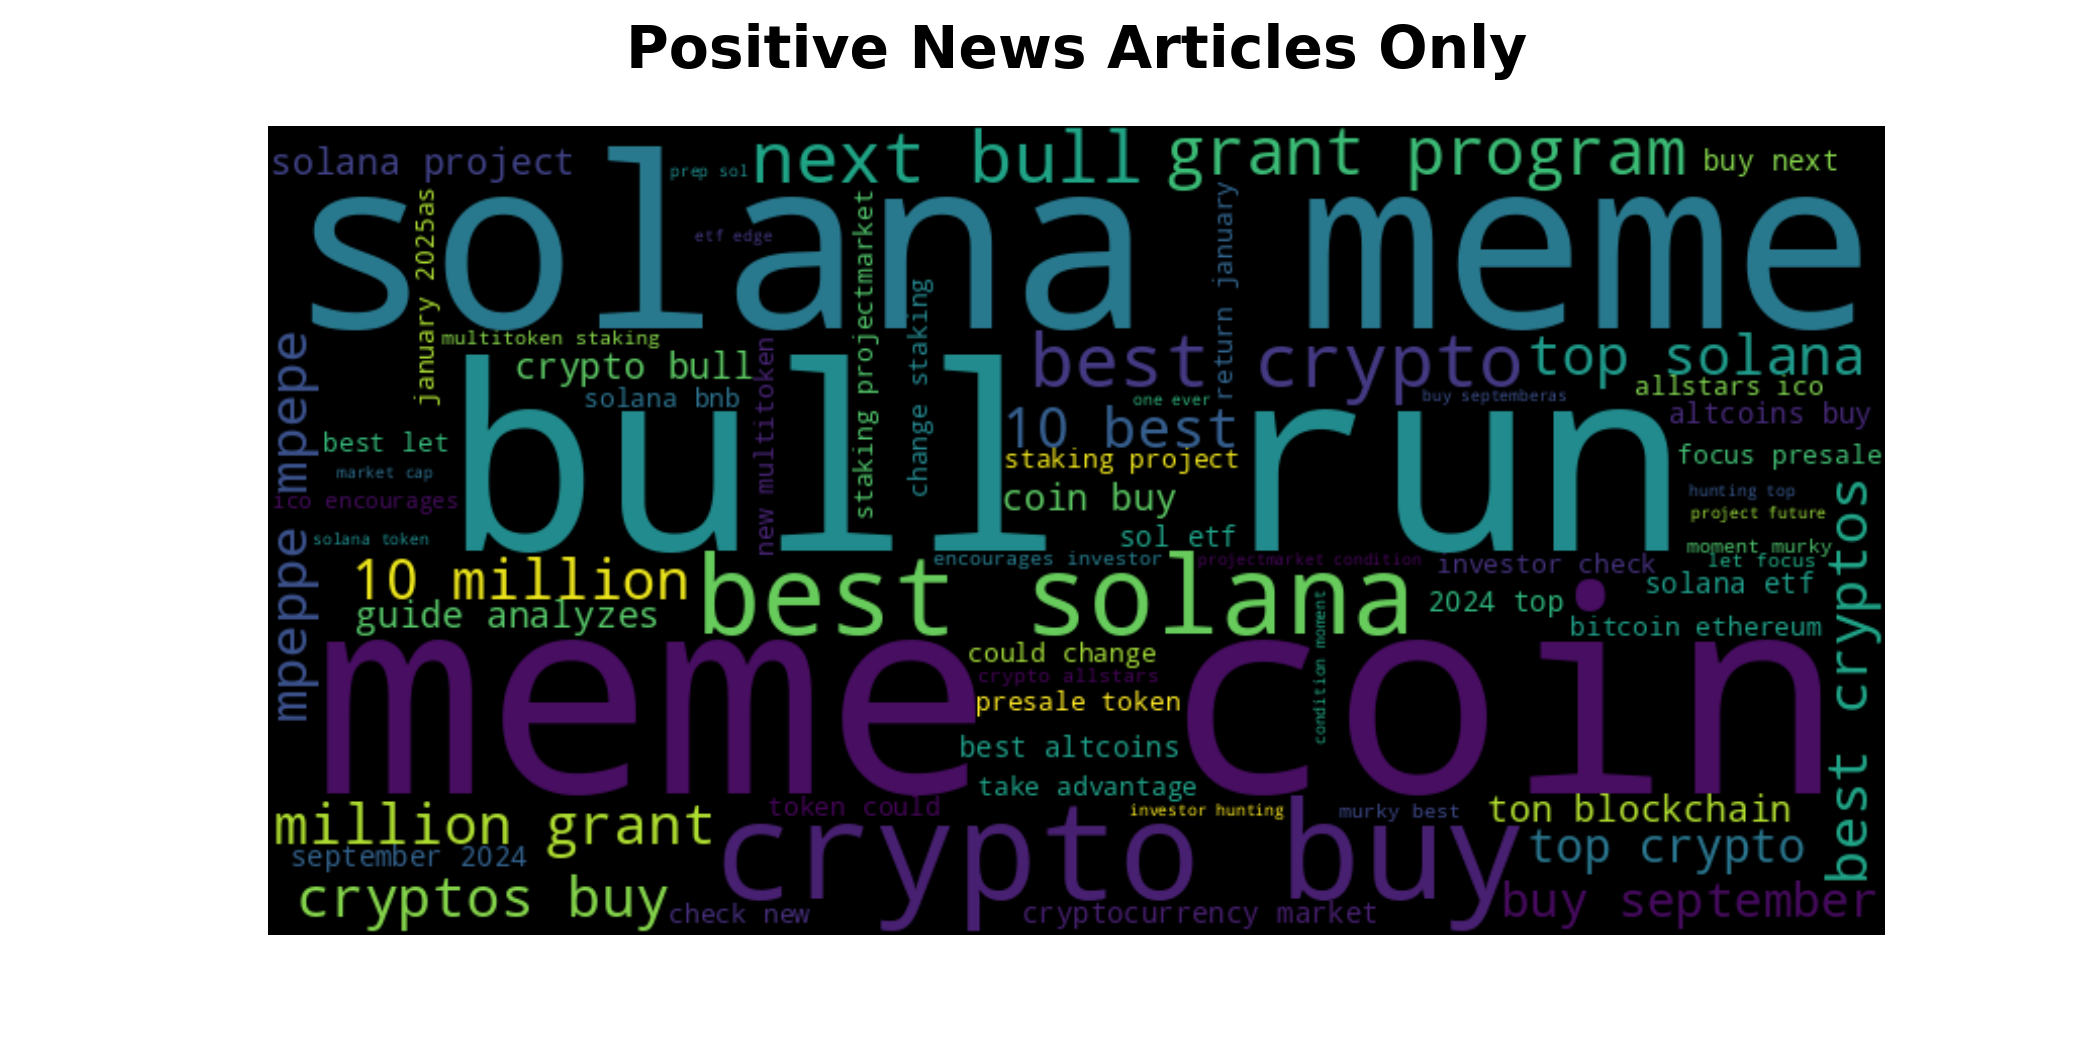 Positive News Articles Only
solana project
prep sol
next bull
grant program
buy next
solana meme
january 2025as
etf edge
staking projectmarket
return january
change staking
multitoken staking
mpepe mpeppe
crypto bull
solana bnb
new multitoken
best crypto
top solana
one ever
buy septemberas
allstars ico
altcoins buy
best let
bull run
10 best
staking project
focus presale
market cap
ico encourages
coin buy
hunting top
project future
solana token
sol etf
moment murky
encourages investor
projectmarket condition
investor check
let focus
10 million
best solana
solana etf
guide analyzes
2024 top
bitcoin ethereum
best cryptos
condition moment
meme coin
could change
crypto allstars
presale token
best altcoins
take advantage
million grant
token could
investor hunting
murky best
ton blockchain
crypto buy
september 2024
top crypto
cryptos buy
check new
cryptocurrency market
buy september